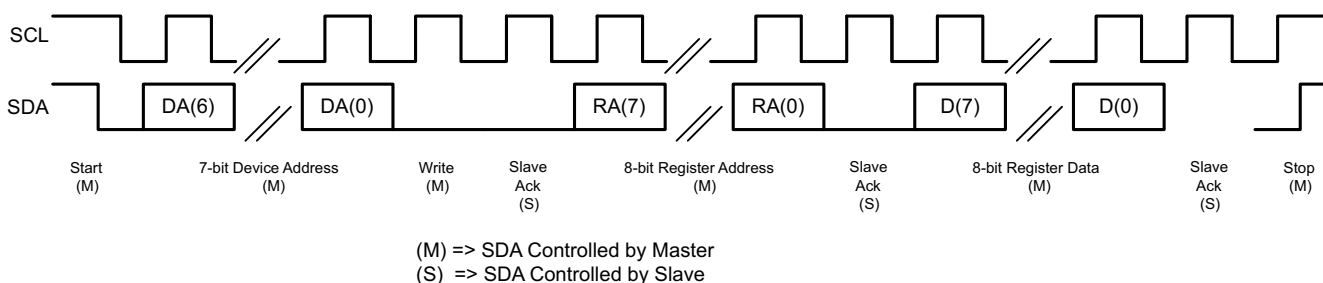 SCL
SDA
DA(6)
DA(0)
RA(7)
RA(0)
D(7)
D(0)
Start
(M)
7-bit Device Address
(M)
Write
(M)
Slave
Ack
(S)
8-bit Register Address
(M)
Slave
Ack
(S)
8-bit Register Data
(M)
Slave
Ack
(S)
Stop
(M)
(M) => SDA Controlled by Master
(S) => SDA Controlled by Slave